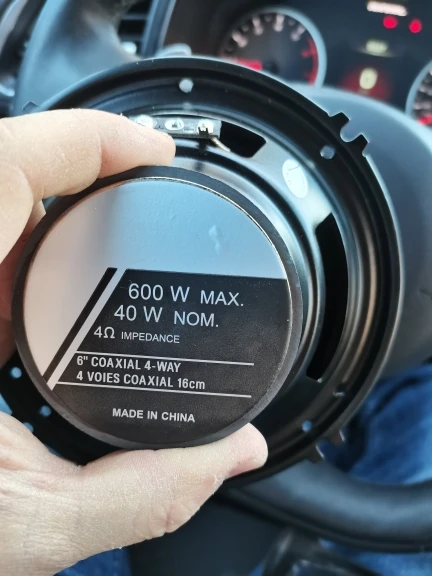 600 W MAX.
40 W NOM.
4Ω IMPEDANCE
6" COAXIAL 4-WAY
4 VOIES COAXIAL 16cm
MADE IN CHINA